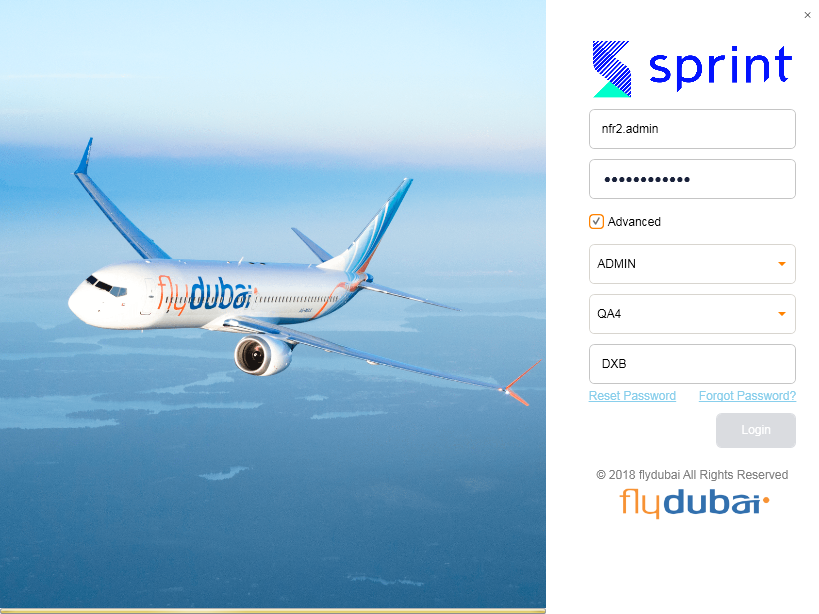 flydubai
sprint
nfr2.admin
••••••••••••
Advanced
ADMIN
QA4
DXB
Reset Password Forgot Password?
Login
© 2018 flydubai All Rights Reserved
flydubai